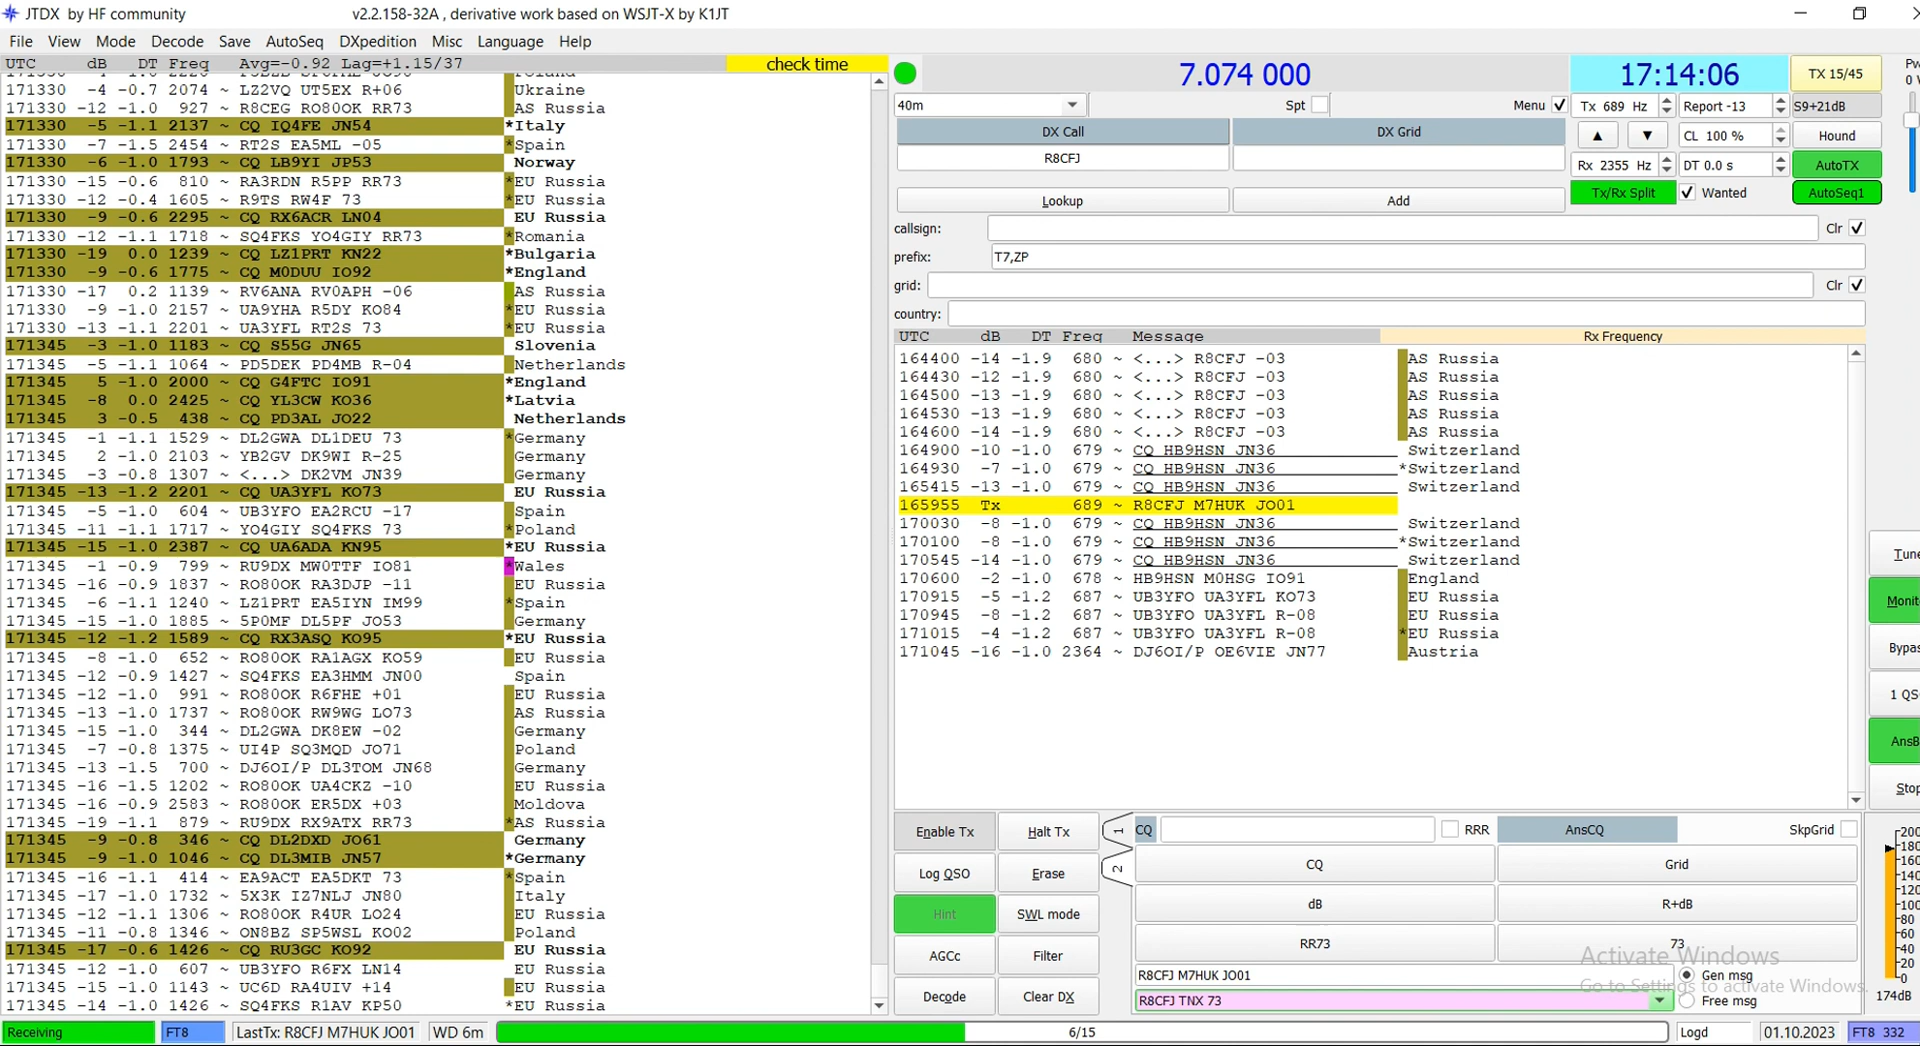 JTDX by HF community v2.2.158-32A , derivative work based on WSJT-X by K1JT
File View Mode Decode Save AutoSeq DXpedition Misc Language Help
UTC dB DT Freq Avg=-0.92 Lag=+1.15/37 check time
171330 -4 -0.7 2074 ~ LZ2VQ UT5EX R+06 Ukraine
171330 -12 -1.0 927 ~ R8CEG RO80OK RR73 AS Russia
171330 -5 -1.1 2137 ~ CQ IQ4FE JN54 *Italy
171330 -7 -1.5 2454 ~ RT2S EA5ML -05 *Spain
171330 -6 -1.0 1793 ~ CQ LB9YI JP53 Norway
171330 -15 -0.6 810 ~ RA3RDN R5PP RR73 *EU Russia
171330 -12 -0.4 1605 ~ R9TS RW4F 73 *EU Russia
171330 -9 -0.6 2295 ~ CQ RX6ACR LN04 EU Russia
171330 -12 -1.1 1718 ~ SQ4FKS YO4GIY RR73 *Romania
171330 -19 0.0 1239 ~ CQ LZ1PRT KN22 *Bulgaria
171330 -9 -0.6 1775 ~ CQ M0DUU IO92 *England
171330 -17 0.2 1139 ~ RV6ANA RV0APH -06 AS Russia
171330 -9 -1.0 2157 ~ UA9YHA R5DY KO84 *EU Russia
171330 -13 -1.1 2201 ~ UA3YFL RT2S 73 *EU Russia
171345 -3 -1.0 1183 ~ CQ S55G JN65 Slovenia
171345 -5 -1.1 1064 ~ PD5DEK PD4MB R-04 Netherlands
171345 5 -1.0 2000 ~ CQ G4FTC IO91 *England
171345 -8 0.0 2425 ~ CQ YL3CW KO36 *Latvia
171345 3 -0.5 438 ~ CQ PD3AL JO22 Netherlands
171345 -1 -1.1 1529 ~ DL2GWA DL1DEU 73 *Germany
171345 2 -1.0 2103 ~ YB2GV DK9WI R-25 Germany
171345 -3 -0.8 1307 ~ <...> DK2VM JN39 Germany
171345 -13 -1.2 2201 ~ CQ UA3YFL KO73 EU Russia
171345 -5 -1.0 604 ~ UB3YFO EA2RCU -17 Spain
171345 -11 -1.1 1717 ~ YO4GIY SQ4FKS 73 *Poland
171345 -15 -1.0 2387 ~ CQ UA6ADA KN95 *EU Russia
171345 -1 -0.9 799 ~ RU9DX MW0TTF IO81 *Wales
171345 -16 -0.9 1837 ~ RO80OK RA3DJP -11 EU Russia
171345 -6 -1.1 1240 ~ LZ1PRT EA5IYN IM99 *Spain
171345 -15 -1.0 1885 ~ 5P0MF DL5PF JO53 Germany
171345 -12 -1.2 1589 ~ CQ RX3ASQ KO95 *EU Russia
171345 -8 -1.0 652 ~ RO80OK RA1AGX KO59 EU Russia
171345 -12 -0.9 1427 ~ SQ4FKS EA3HMM JN00 Spain
171345 -12 -1.0 991 ~ RO80OK R6FHE +01 EU Russia
171345 -13 -1.0 1737 ~ RO80OK RW9WG LO73 AS Russia
171345 -15 -1.0 344 ~ DL2GWA DK8EW -02 Germany
171345 -7 -0.8 1375 ~ UI4P SQ3MQD JO71 Poland
171345 -13 -1.5 700 ~ DJ6OI/P DL3TOM JN68 Germany
171345 -16 -1.5 1202 ~ RO80OK UA4CKZ -10 EU Russia
171345 -16 -0.9 2583 ~ RO80OK ER5DX +03 Moldova
171345 -19 -1.1 879 ~ RU9DX RX9ATX RR73 *AS Russia
171345 -9 -0.8 346 ~ CQ DL2DXD JO61 Germany
171345 -9 -1.0 1046 ~ CQ DL3MIB JN57 *Germany
171345 -16 -1.1 414 ~ EA9ACT EA5DKT 73 *Spain
171345 -17 -1.0 1732 ~ 5X3K IZ7NLJ JN80 Italy
171345 -12 -1.1 1306 ~ RO80OK R4UR LO24 EU Russia
171345 -11 -0.8 1346 ~ ON8BZ SP5WSL KO02 Poland
171345 -17 -0.6 1426 ~ CQ RU3GC KO92 EU Russia
171345 -12 -1.0 607 ~ UB3YFO R6FX LN14 EU Russia
171345 -15 -1.0 1143 ~ UC6D RA4UIV +14 EU Russia
171345 -14 -1.0 1426 ~ SQ4FKS R1AV KP50 *EU Russia
7.074 000 17:14:06 TX 15/45
40m Spt Menu Tx 689 Hz Report -13 S9+21dB
DX Call DX Grid ▲ ▼ CL 100 % Hound
R8CFJ Rx 2355 Hz DT 0.0 s AutoTX
Lookup Add Tx/Rx Split Wanted AutoSeq1
callsign: Clr
prefix: T7,ZP
grid: Clr
country:
UTC dB DT Freq Message Rx Frequency
164400 -14 -1.9 680 ~ <...> R8CFJ -03 AS Russia
164430 -12 -1.9 680 ~ <...> R8CFJ -03 AS Russia
164500 -13 -1.9 680 ~ <...> R8CFJ -03 AS Russia
164530 -13 -1.9 680 ~ <...> R8CFJ -03 AS Russia
164600 -14 -1.9 680 ~ <...> R8CFJ -03 AS Russia
164900 -10 -1.0 679 ~ CQ HB9HSN JN36 Switzerland
164930 -7 -1.0 679 ~ CQ HB9HSN JN36 *Switzerland
165415 -13 -1.0 679 ~ CQ HB9HSN JN36 Switzerland
165955 Tx 689 ~ R8CFJ M7HUK JO01
170030 -8 -1.0 679 ~ CQ HB9HSN JN36 Switzerland
170100 -8 -1.0 679 ~ CQ HB9HSN JN36 *Switzerland
170545 -14 -1.0 679 ~ CQ HB9HSN JN36 Switzerland
170600 -2 -1.0 678 ~ HB9HSN M0HSG IO91 England
170915 -5 -1.2 687 ~ UB3YFO UA3YFL KO73 EU Russia
170945 -8 -1.2 687 ~ UB3YFO UA3YFL R-08 EU Russia
171015 -4 -1.2 687 ~ UB3YFO UA3YFL R-08 *EU Russia
171045 -16 -1.0 2364 ~ DJ6OI/P OE6VIE JN77 Austria
Enable Tx Halt Tx 1 CQ RRR AnsCQ SkpGrid
Log QSO Erase 2 CQ Grid
Hint SWL mode dB R+dB
AGCc Filter RR73 73
Decode Clear DX R8CFJ M7HUK JO01 Gen msg
R8CFJ TNX 73 Free msg
Activate Windows
Go to Settings to activate Windows.
174dB
Receiving FT8 LastTx: R8CFJ M7HUK JO01 WD 6m 6/15 Logd 01.10.2023 FT8 332